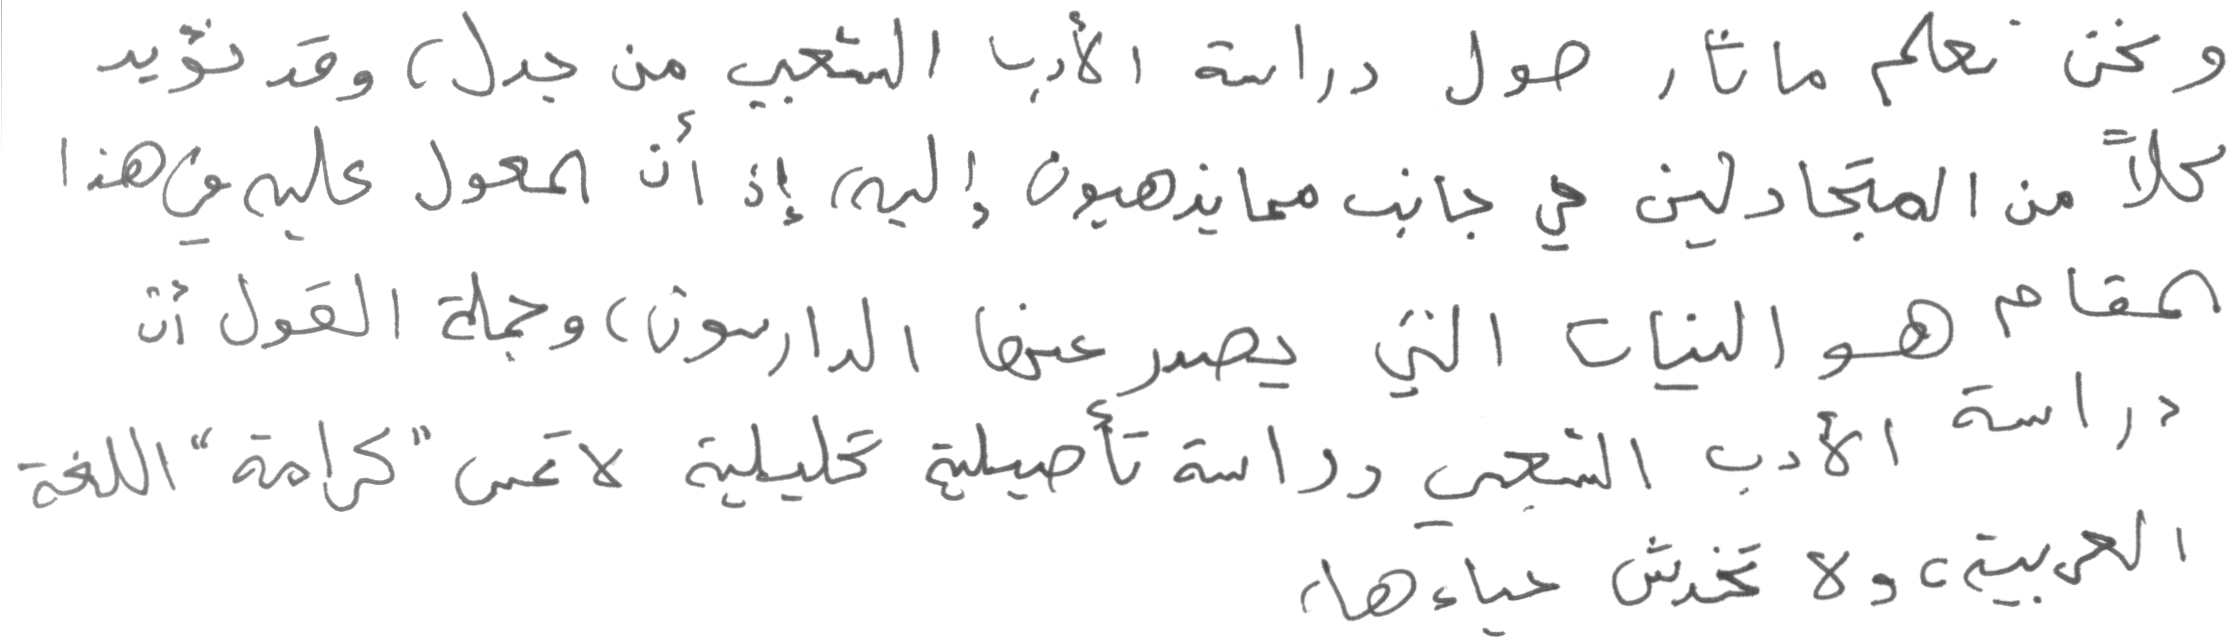 ونحن نعلم ما ثار حول دراسة الأدب الشعبي من جدل، وقد نؤيد
كلاً من المتجادلين في جانب مما يذهبون إليه، إذ أن المعول عليه في هذا
المقام هو النيات التي يصدر عنها الدارسون، وجملة القول أن
دراسة الأدب الشعبي دراسة تأصيلية تحليلية لا تمس "كرامة" اللغة
العربية، ولا تخدش حياءها،